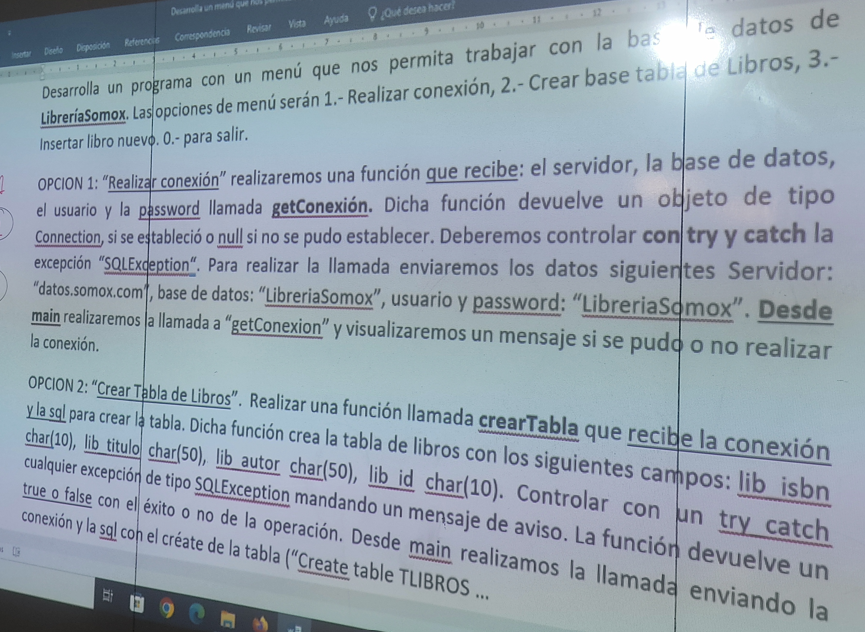 Desarrolla un menú que nos
Insertar Diseño Disposición Referencias Correspondencia Revisar Vista Ayuda ¿Qué desea hacer?
Desarrolla un programa con un menú que nos permita trabajar con la datos de
LibreríaSomox. Las opciones de menú serán 1.- Realizar conexión, 2.- Crear base tabla de Libros, 3.-
Insertar libro nuevo. 0.- para salir.
OPCION 1: “Realizar conexión” realizaremos una función que recibe: el servidor, la base de datos,
el usuario y la password llamada getConexión. Dicha función devuelve un objeto de tipo
Connection, si se estableció o null si no se pudo establecer. Deberemos controlar con try y catch la
excepción “SQLException“. Para realizar la llamada enviaremos los datos siguientes Servidor:
“datos.somox.com”, base de datos: “LibreriaSomox”, usuario y password: “LibreriaSomox”. Desde
main realizaremos la llamada a “getConexion” y visualizaremos un mensaje si se pudo o no realizar
la conexión.
OPCION 2: “Crear Tabla de Libros”. Realizar una función llamada crearTabla que recibe la conexión
y la sql para crear la tabla. Dicha función crea la tabla de libros con los siguientes campos: lib_isbn
char(10), lib_titulo char(50), lib_autor char(50), lib_id char(10). Controlar con un try catch
cualquier excepción de tipo SQLException mandando un mensaje de aviso. La función devuelve un
true o false con el éxito o no de la operación. Desde main realizamos la llamada enviando la
conexión y la sql con el créate de la tabla (“Create table TLIBROS ...